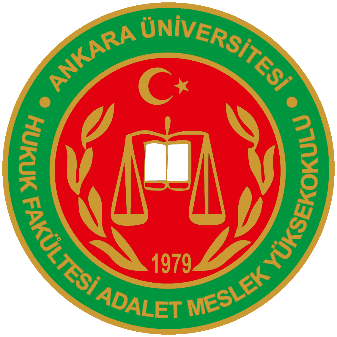 ANKARA ÜNİVERSİTESİ
HUKUK FAKÜLTESİ ADALET MESLEK YÜKSEKOKULU
1979